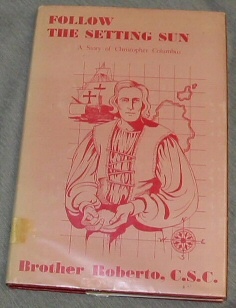 FOLLOW
THE SETTING SUN
A Story of Christopher Columbus
Brother Roberto, C.S.C.